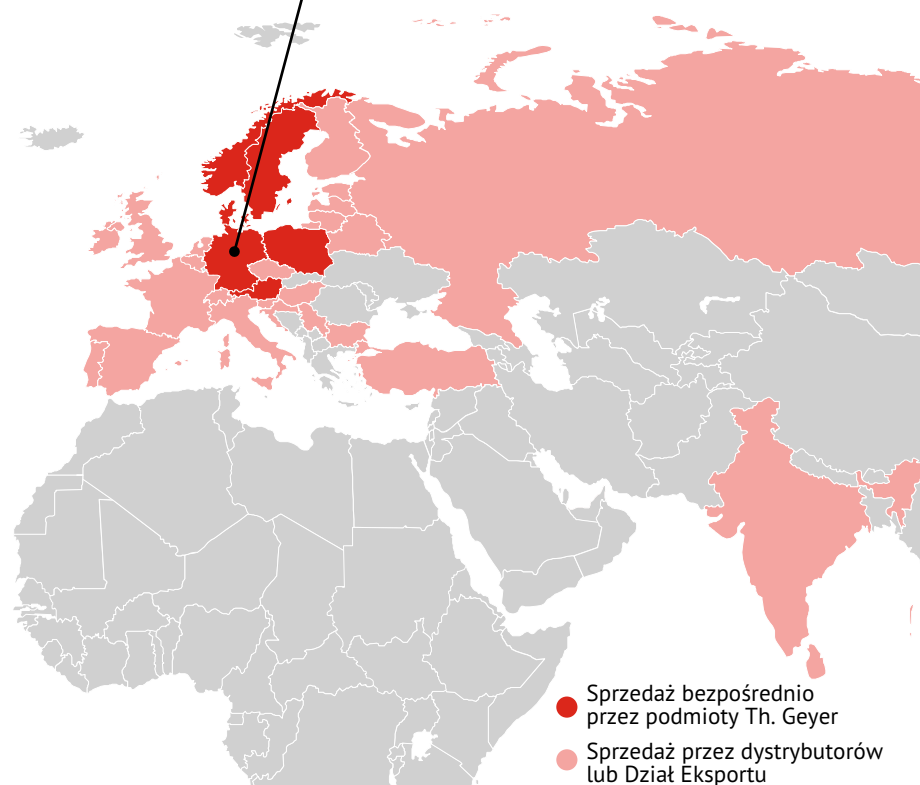 Sprzedaż bezpośrednio
przez podmioty Th. Geyer
Sprzedaż przez dystrybutorów
lub Dział Eksportu